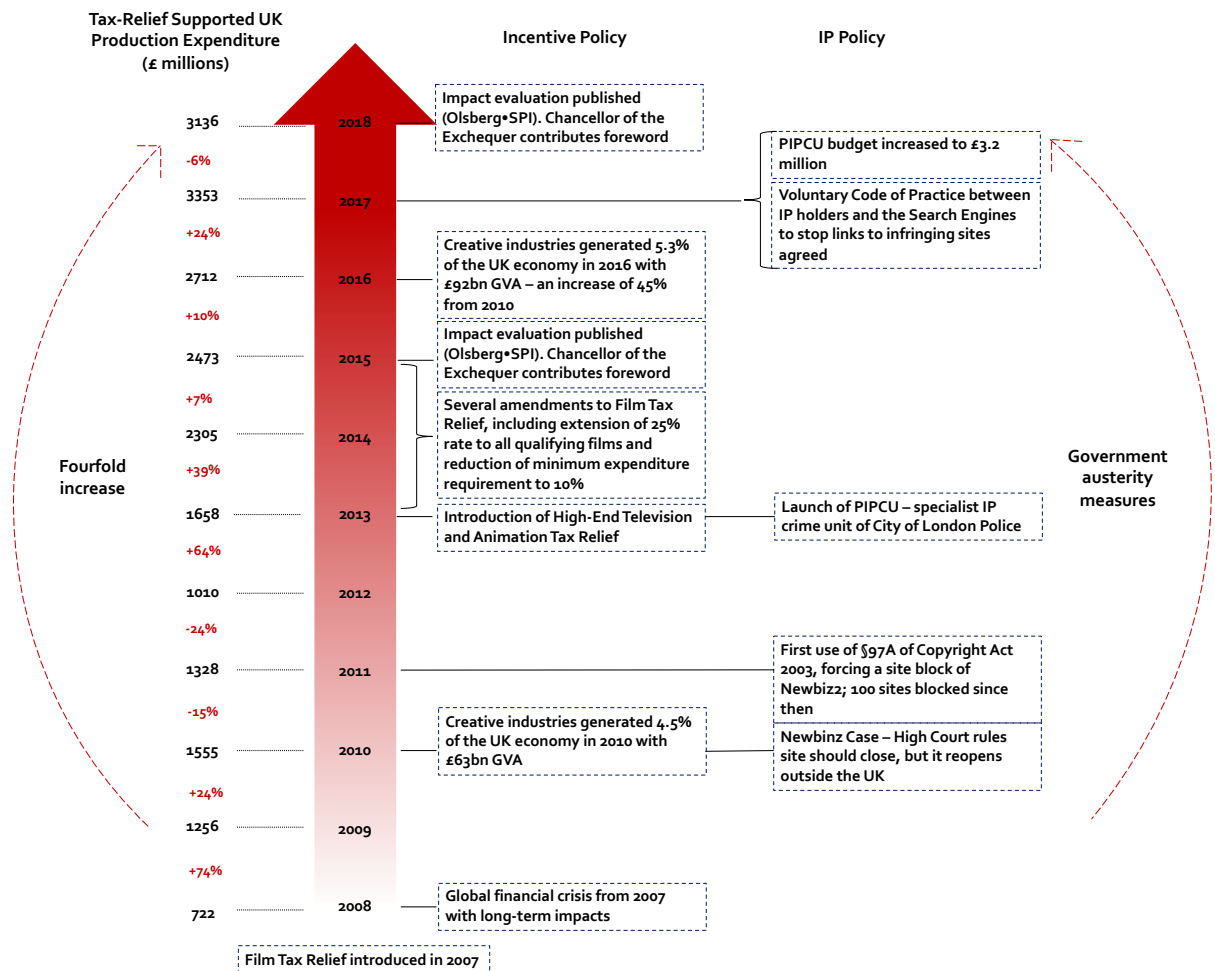 Tax-Relief Supported UK
Production Expenditure
(£ millions)
Incentive Policy
IP Policy
3136
-6%
3353
+24%
2712
+10%
2473
+7%
2305
+39%
1658
+64%
1010
-24%
1328
-15%
1555
+24%
1256
+74%
722
Fourfold
increase
2018
2017
2016
2015
2014
2013
2012
2011
2010
2009
2008
Impact evaluation published
(Olsberg•SPI). Chancellor of the
Exchequer contributes foreword
Creative industries generated 5.3%
of the UK economy in 2016 with
£92bn GVA – an increase of 45%
from 2010
Impact evaluation published
(Olsberg•SPI). Chancellor of the
Exchequer contributes foreword
Several amendments to Film Tax
Relief, including extension of 25%
rate to all qualifying films and
reduction of minimum expenditure
requirement to 10%
Introduction of High-End Television
and Animation Tax Relief
Creative industries generated 4.5%
of the UK economy in 2010 with
£63bn GVA
Global financial crisis from 2007
with long-term impacts
Film Tax Relief introduced in 2007
PIPCU budget increased to £3.2
million
Voluntary Code of Practice between
IP holders and the Search Engines
to stop links to infringing sites
agreed
Launch of PIPCU – specialist IP
crime unit of City of London Police
First use of §97A of Copyright Act
2003, forcing a site block of
Newbiz2; 100 sites blocked since
then
Newbinz Case – High Court rules
site should close, but it reopens
outside the UK
Government
austerity
measures